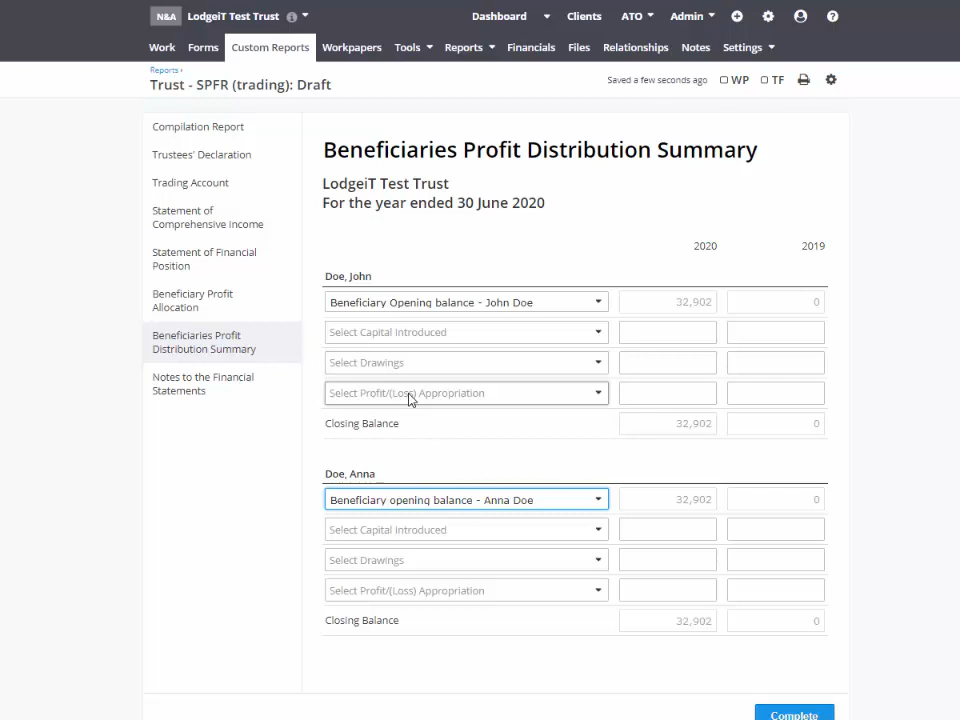 N&A LodgeiT Test Trust Dashboard Clients ATO Admin
Work Forms Custom Reports Workpapers Tools Reports Financials Files Relationships Notes Settings
Reports ›
Trust - SPFR (trading): Draft
Saved a few seconds ago WP TF
Compilation Report
Trustees' Declaration
Trading Account
Statement of
Comprehensive Income
Statement of Financial
Position
Beneficiary Profit
Allocation
Beneficiaries Profit
Distribution Summary
Notes to the Financial
Statements
Beneficiaries Profit Distribution Summary
LodgeiT Test Trust
For the year ended 30 June 2020
2020 2019
Doe, John
Beneficiary Opening balance - John Doe 32,902 0
Select Capital Introduced
Select Drawings
Select Profit/(Loss) Appropriation
Closing Balance 32,902 0
Doe, Anna
Beneficiary opening balance - Anna Doe 32,902 0
Select Capital Introduced
Select Drawings
Select Profit/(Loss) Appropriation
Closing Balance 32,902 0
Complete